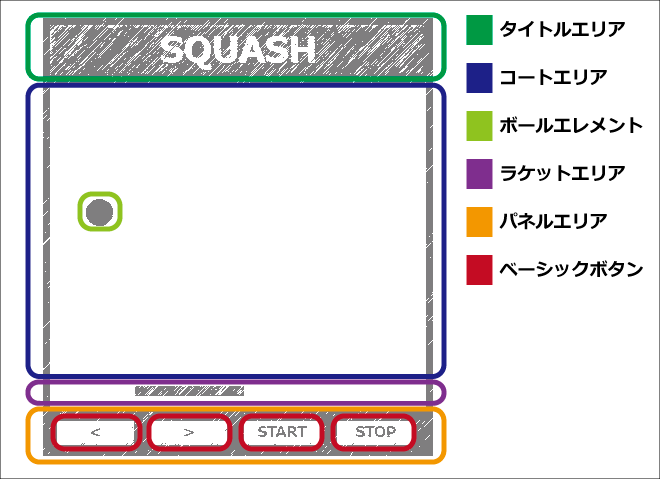 SQUASH
タイトルエリア
コートエリア
ボールエレメント
ラケットエリア
パネルエリア
ベーシックボタン
< > START STOP